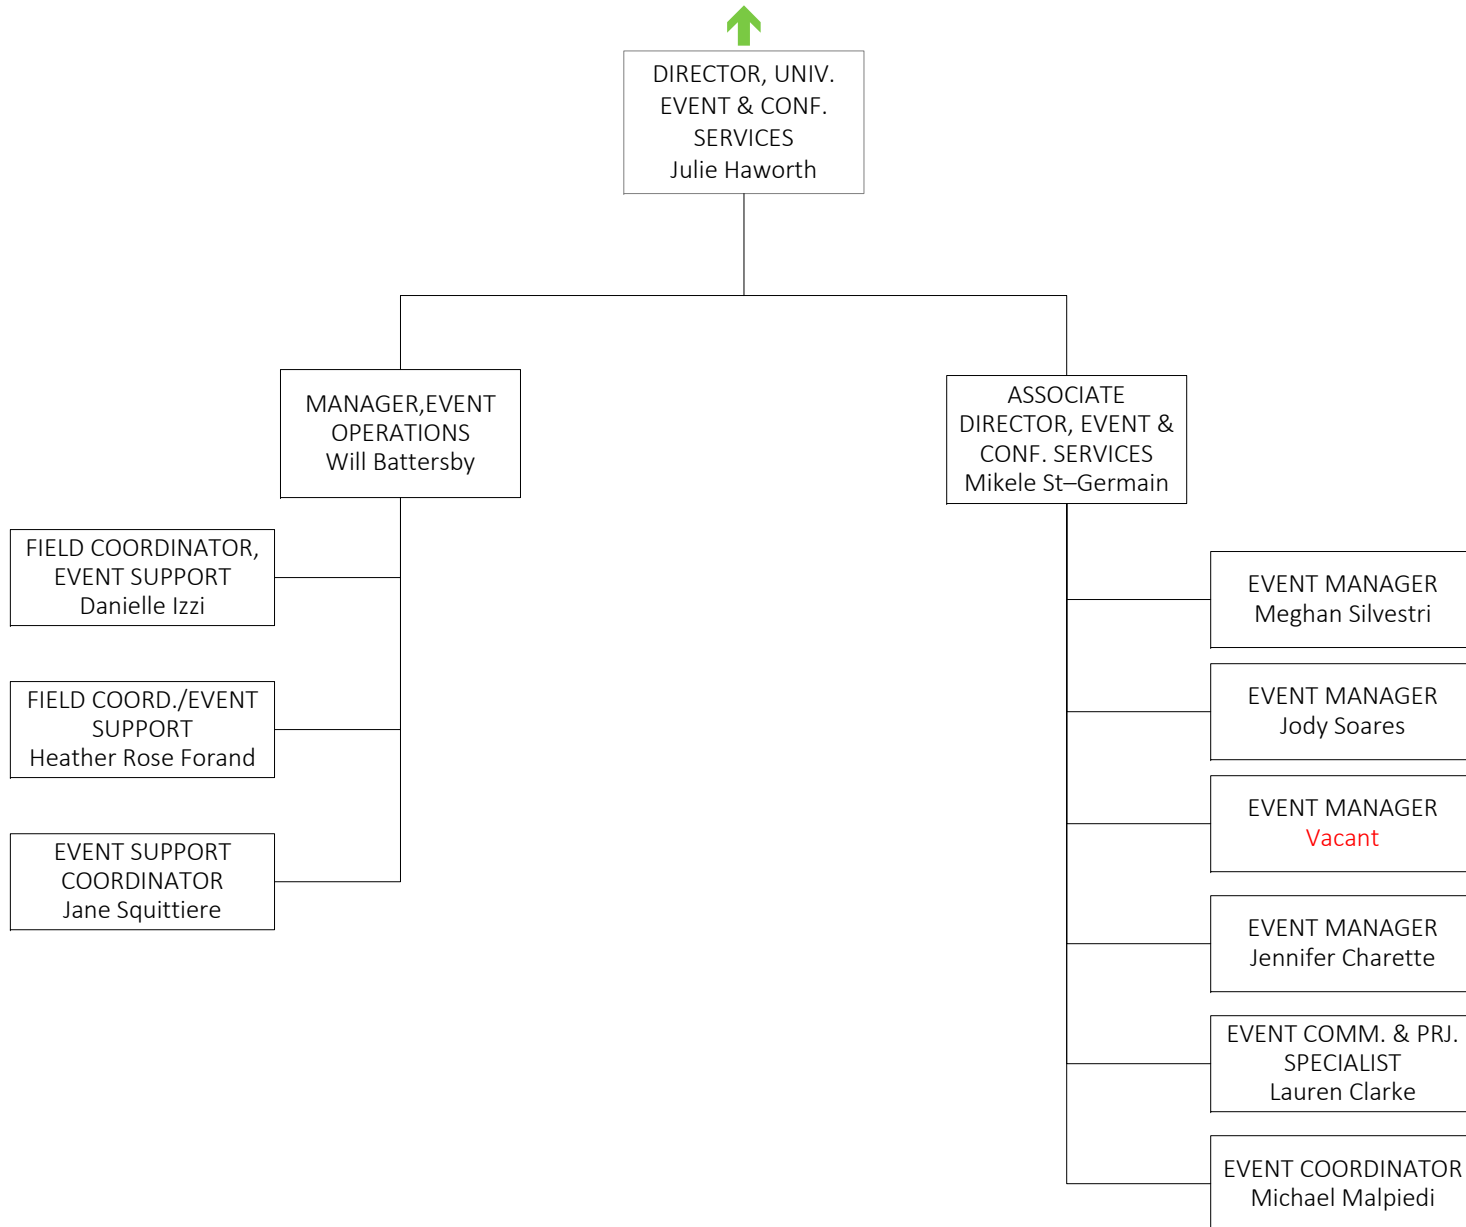 DIRECTOR, UNIV.
EVENT & CONF.
SERVICES
Julie Haworth
MANAGER,EVENT
OPERATIONS
Will Battersby
ASSOCIATE
DIRECTOR, EVENT &
CONF. SERVICES
Mikele St–Germain
FIELD COORDINATOR,
EVENT SUPPORT
Danielle Izzi
FIELD COORD./EVENT
SUPPORT
Heather Rose Forand
EVENT SUPPORT
COORDINATOR
Jane Squittiere
EVENT MANAGER
Meghan Silvestri
EVENT MANAGER
Jody Soares
EVENT MANAGER
Vacant
EVENT MANAGER
Jennifer Charette
EVENT COMM. & PRJ.
SPECIALIST
Lauren Clarke
EVENT COORDINATOR
Michael Malpiedi